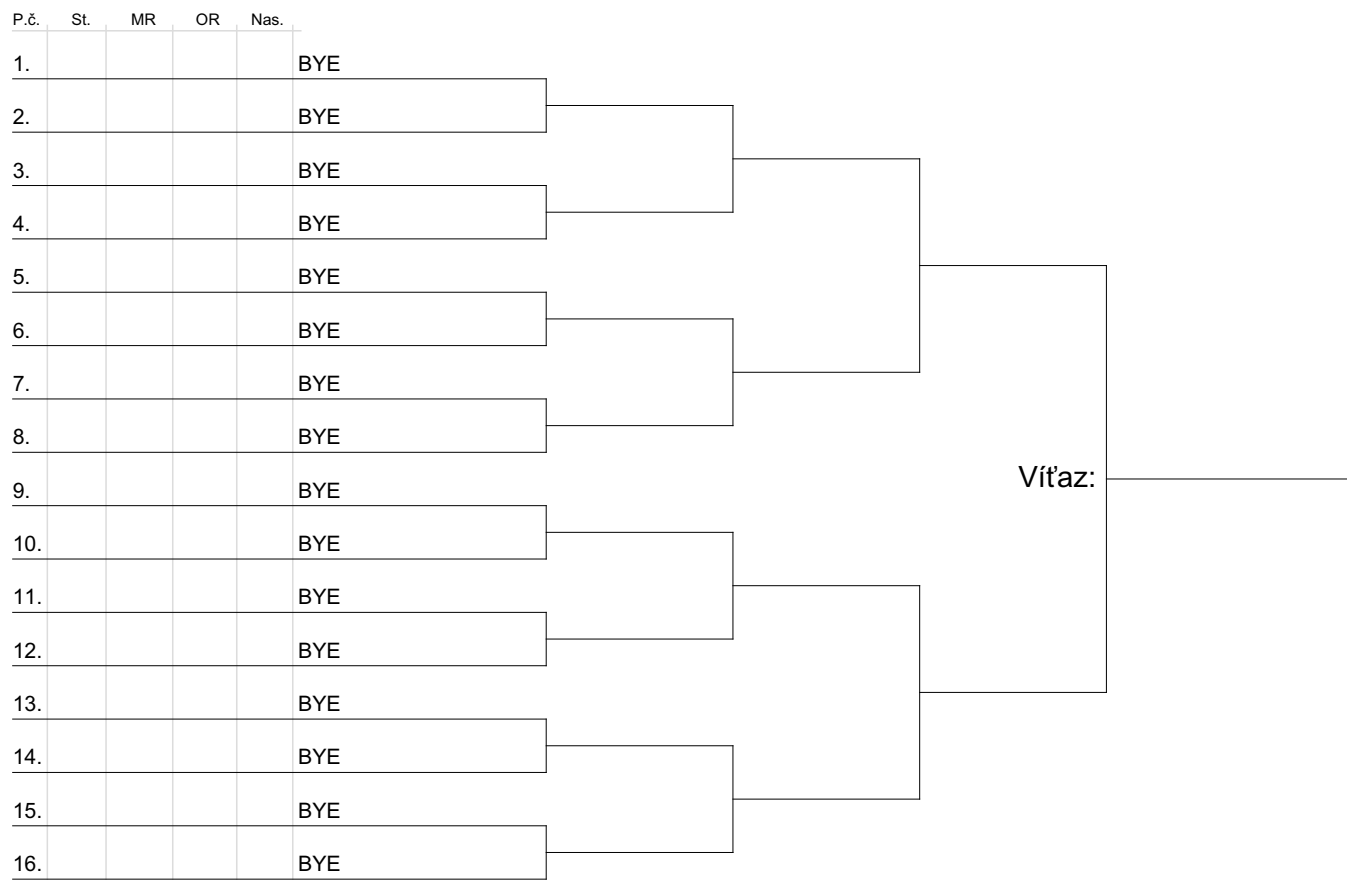 P.č. St. MR OR Nas.
1. BYE
2. BYE
3. BYE
4. BYE
5. BYE
6. BYE
7. BYE
8. BYE
9. BYE
Víťaz:
10. BYE
11. BYE
12. BYE
13. BYE
14. BYE
15. BYE
16. BYE